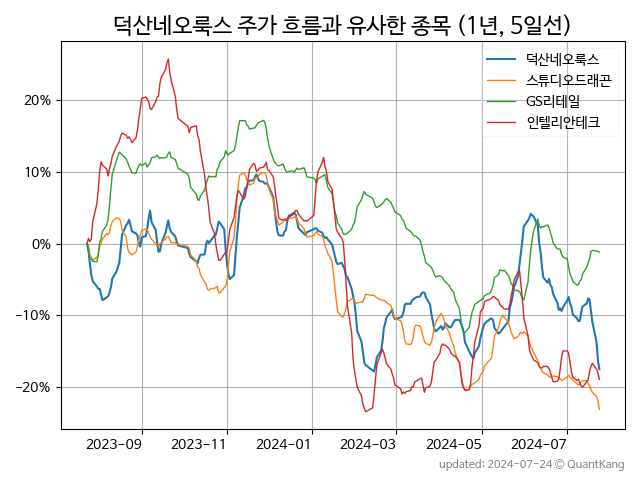 덕산네오룩스 주가 흐름과 유사한 종목 (1년, 5일선)
덕산네오룩스
스튜디오드래곤
GS리테일
인텔리안테크
20%
10%
0%
−10%
−20%
2023-09
2023-11
2024-01
2024-03
2024-05
2024-07
updated: 2024-07-24 © QuantKang